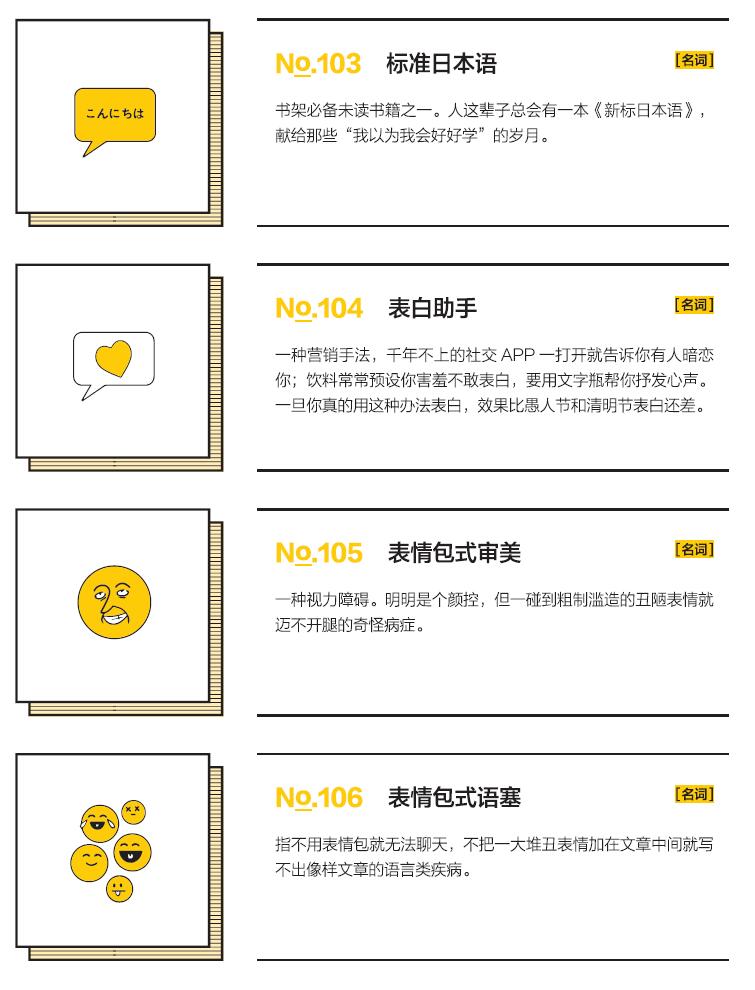 こんにちは
No.103 标准日本语 [名词]
书架必备未读书籍之一。人这辈子总会有一本《新标日本语》，
献给那些“我以为我会好好学”的岁月。
No.104 表白助手 [名词]
一种营销手法，千年不上的社交 APP 一打开就告诉你有人暗恋
你；饮料常常预设你害羞不敢表白，要用文字瓶帮你抒发心声。
一旦你真的用这种办法表白，效果比愚人节和清明节表白还差。
No.105 表情包式审美 [名词]
一种视力障碍。明明是个颜控，但一碰到粗制滥造的丑陋表情就
迈不开腿的奇怪病症。
No.106 表情包式语塞 [名词]
指不用表情包就无法聊天，不把一大堆丑表情加在文章中间就写
不出像样文章的语言类疾病。